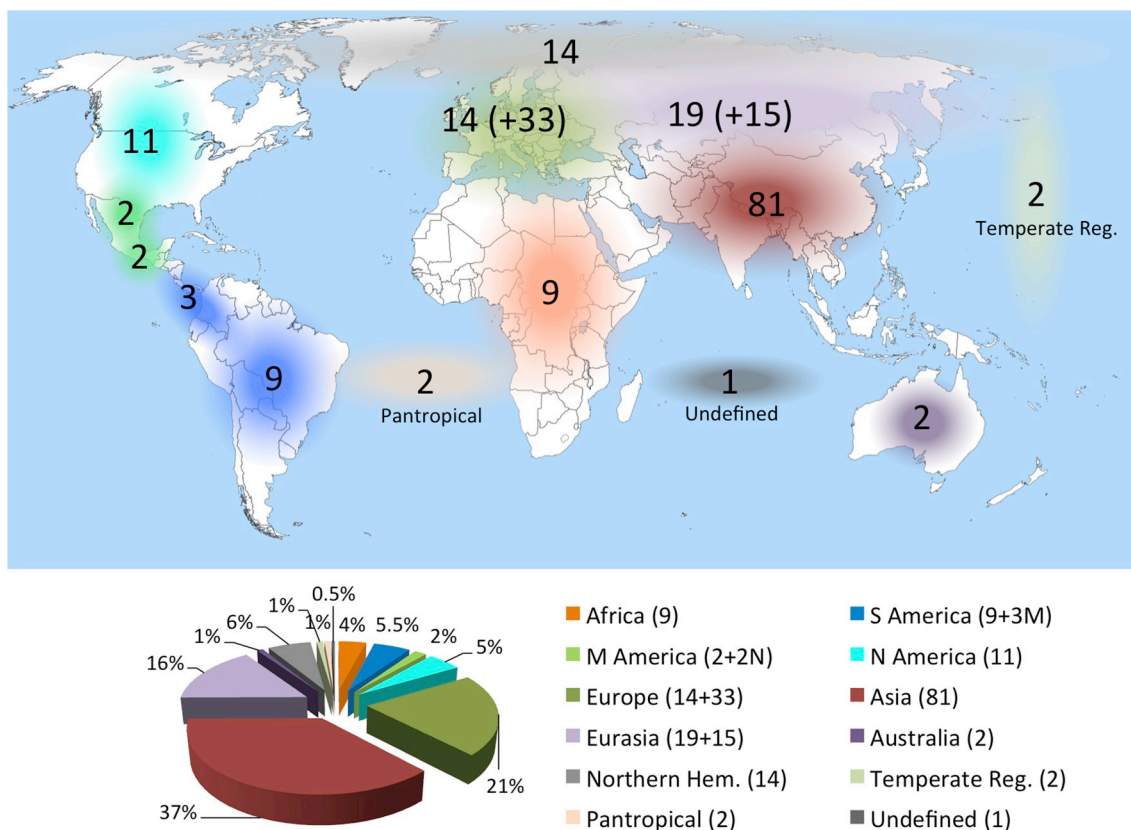 14
14 (+33)
19 (+15)
11
81
2
2
Temperate Reg.
2
3
9
9
2
Pantropical
1
Undefined
2
0.5%
1%
1%
4%
5.5%
6%
2%
1%
5%
16%
21%
37%
Africa (9)
S America (9+3M)
M America (2+2N)
N America (11)
Europe (14+33)
Asia (81)
Eurasia (19+15)
Australia (2)
Northern Hem. (14)
Temperate Reg. (2)
Pantropical (2)
Undefined (1)